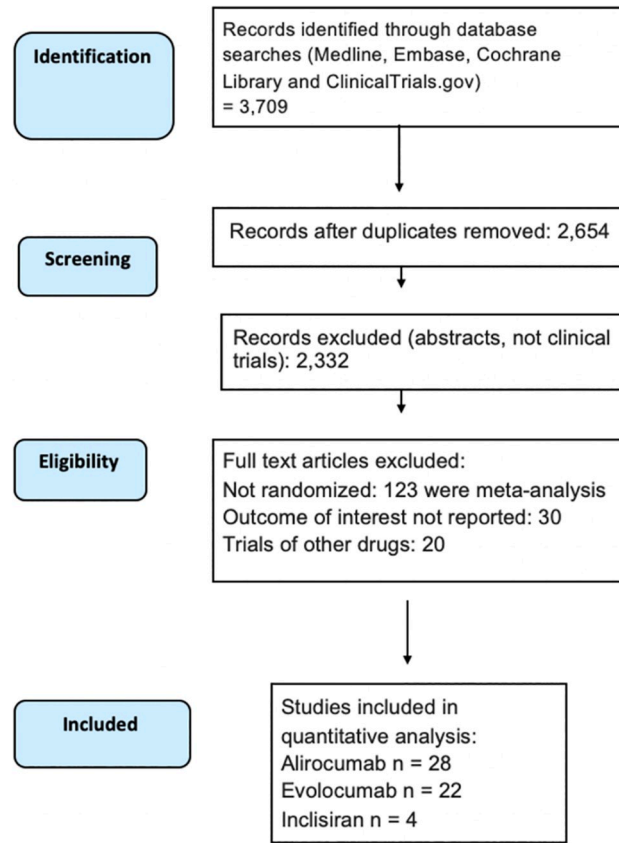 Identification
Records identified through database
searches (Medline, Embase, Cochrane
Library and ClinicalTrials.gov)
= 3,709
Screening
Records after duplicates removed: 2,654
Records excluded (abstracts, not clinical
trials): 2,332
Eligibility
Full text articles excluded:
Not randomized: 123 were meta-analysis
Outcome of interest not reported: 30
Trials of other drugs: 20
Included
Studies included in
quantitative analysis:
Alirocumab n = 28
Evolocumab n = 22
Inclisiran n = 4